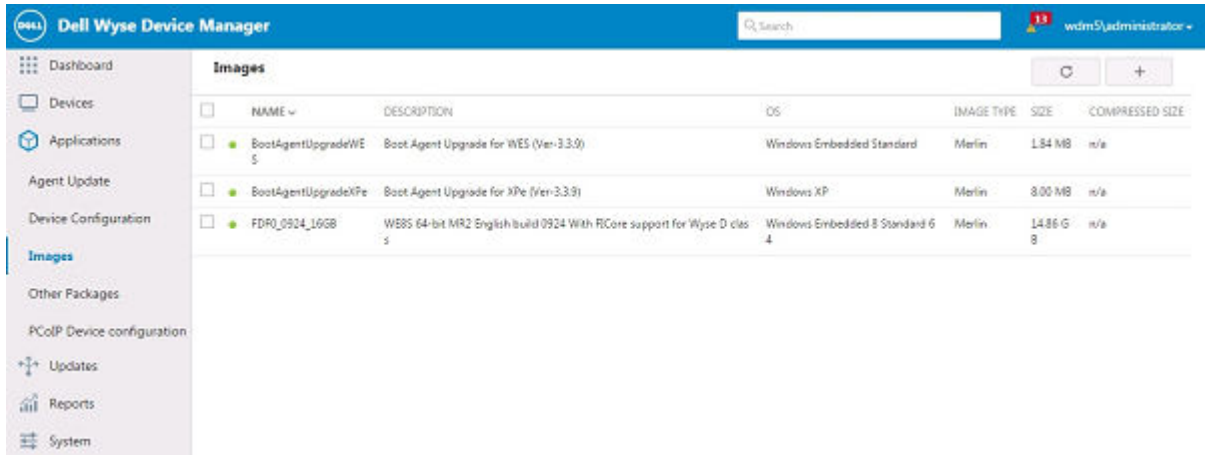 DELL
Dell Wyse Device Manager
Search
13
wdm5\administrator
Dashboard
Devices
Applications
Agent Update
Device Configuration
Images
Other Packages
PCoIP Device configuration
Updates
Reports
System
Images
NAME DESCRIPTION OS IMAGE TYPE SIZE COMPRESSED SIZE
BootAgentUpgradeWE Boot Agent Upgrade for WES (Ver-3.3.9) Windows Embedded Standard Merlin 1.84 MB n/a
S
BootAgentUpgradeXPe Boot Agent Upgrade for XPe (Ver-3.3.9) Windows XP Merlin 8.00 MB n/a
FDF0_0924_16GB WE8S 64-bit MR2 English build 0924 With FICore support for Wyse D clas Windows Embedded 8 Standard 6 Merlin 14.86 G n/a
s 4 B